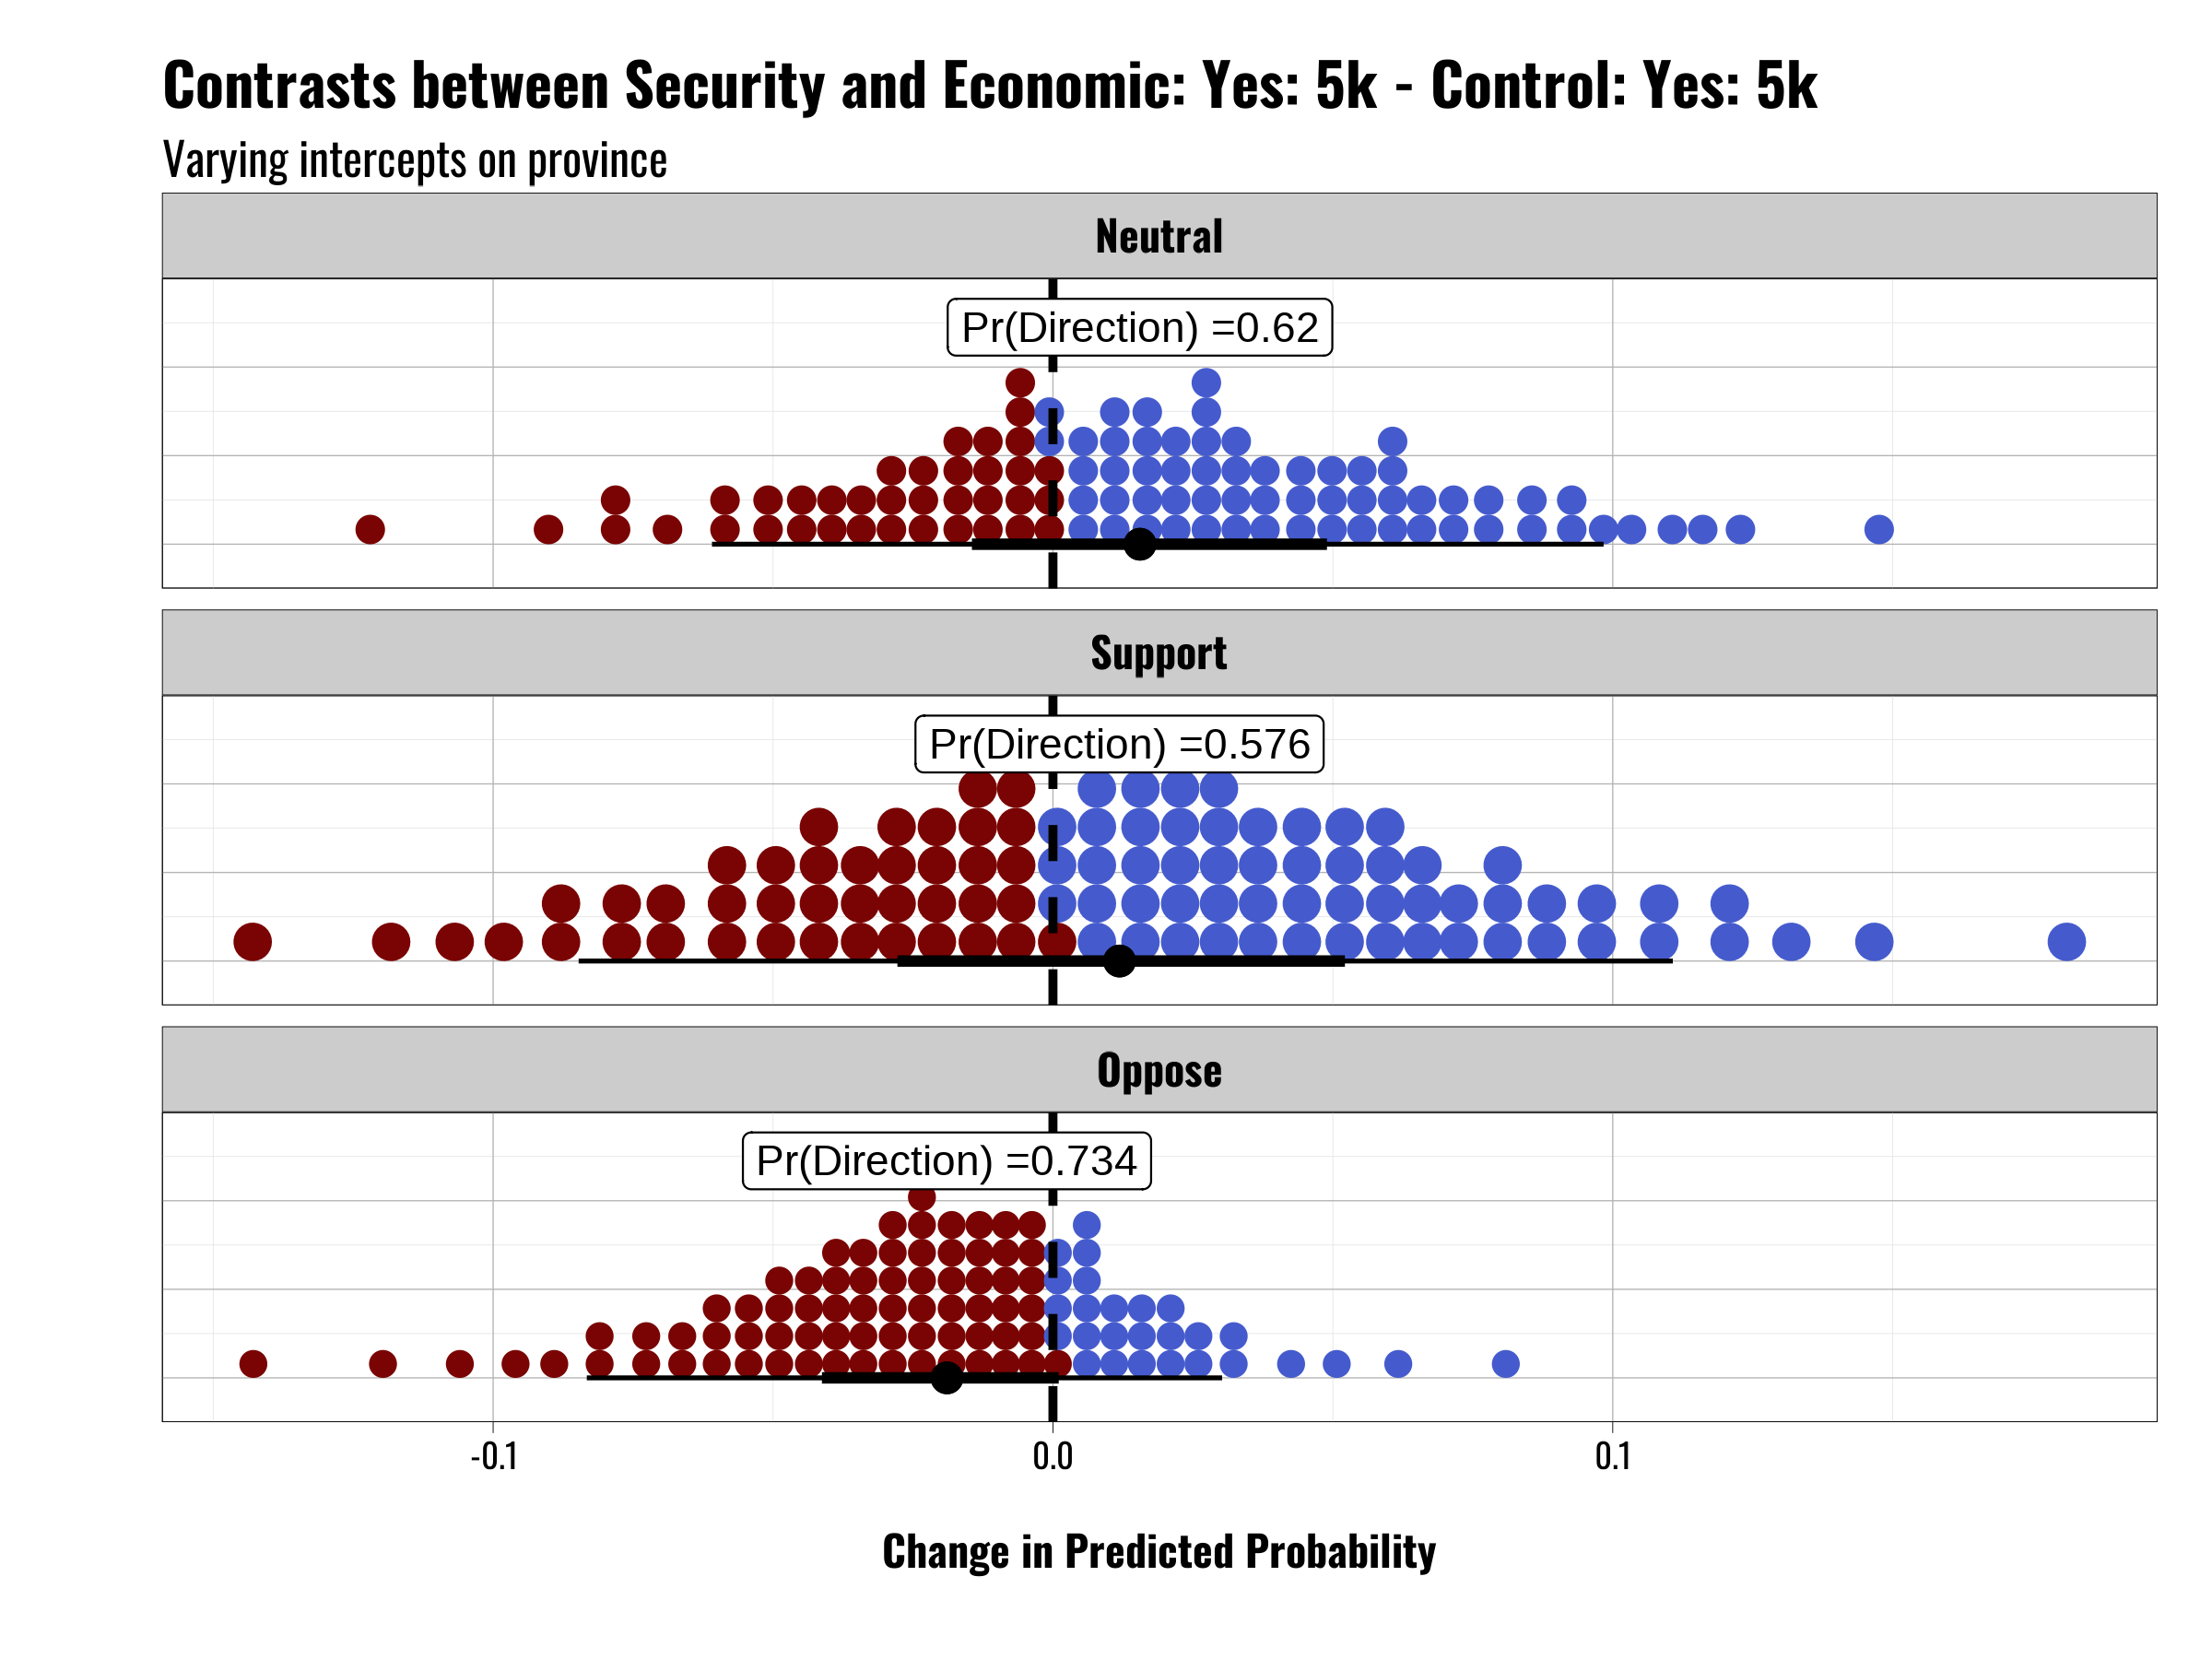 Contrasts between Security and Economic: Yes: 5k - Control: Yes: 5k
Varying intercepts on province
Neutral
Pr(Direction) =0.62
Support
Pr(Direction) =0.576
Oppose
Pr(Direction) =0.734
-0.1 0.0 0.1
Change in Predicted Probability